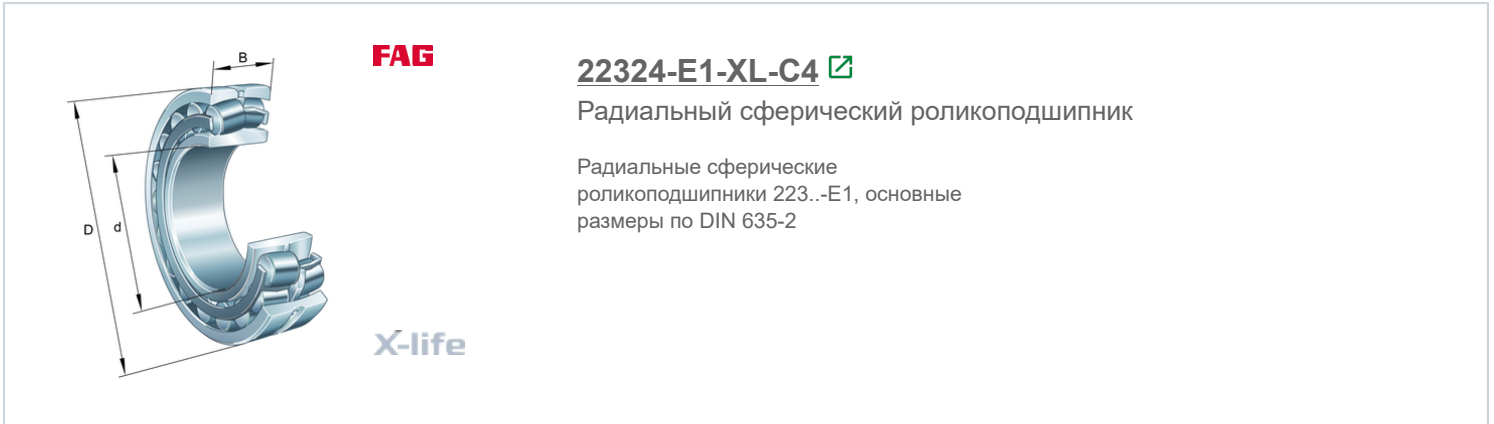 B
D
d
FAG
X-life
22324-E1-XL-C4
Радиальный сферический роликоподшипник
Радиальные сферические
роликоподшипники 223..-E1, основные
размеры по DIN 635-2